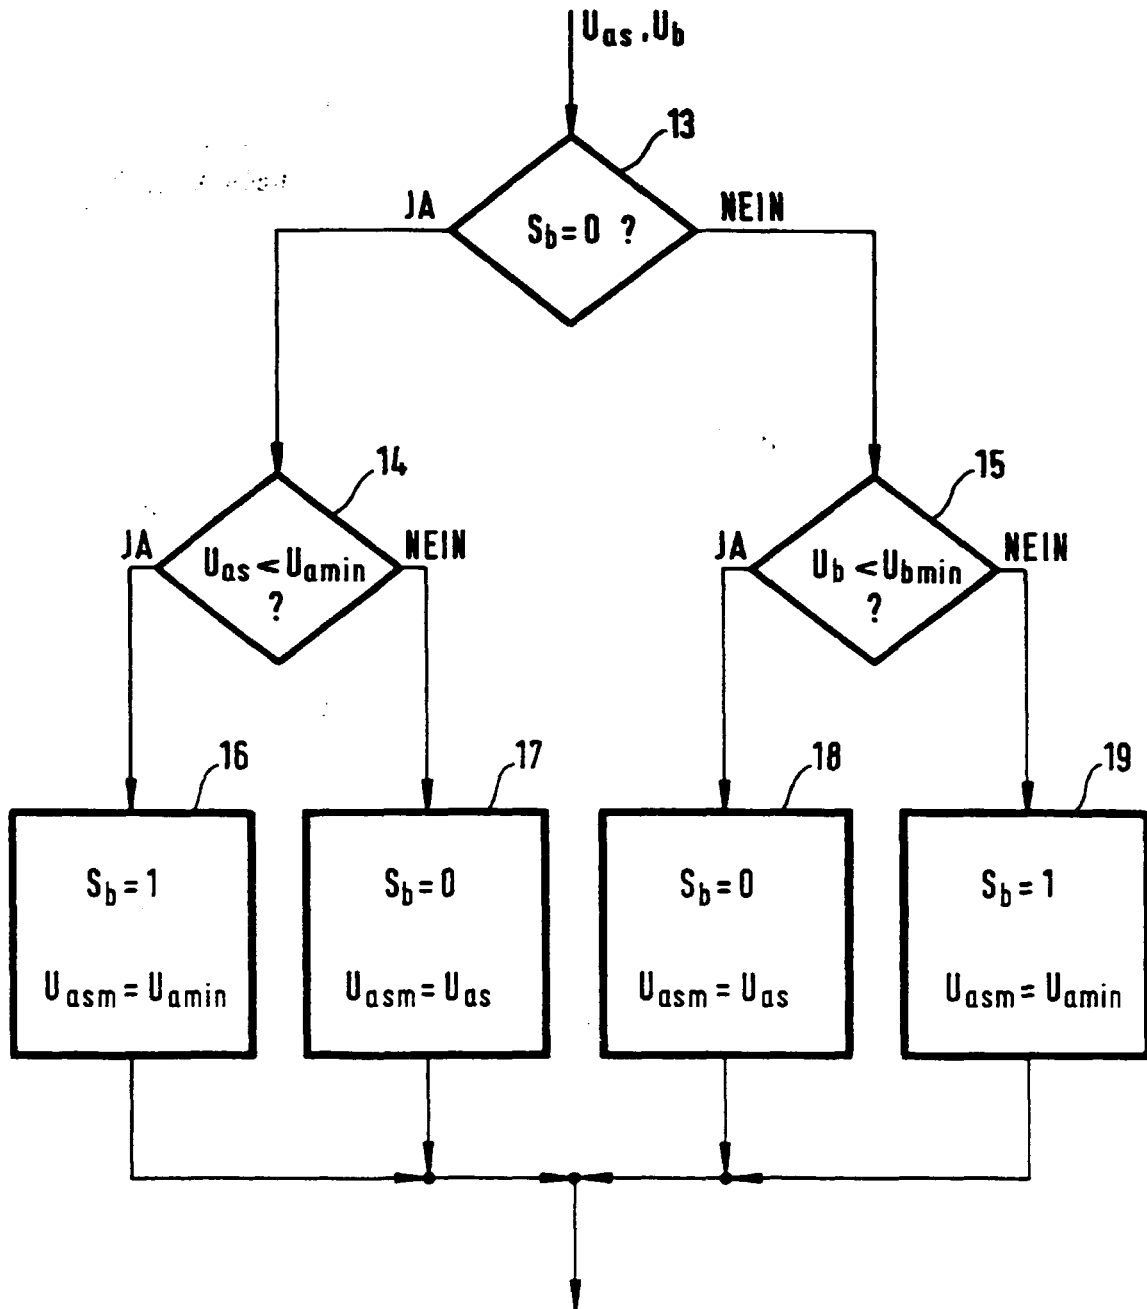 U_as, U_b
13
JA
NEIN
S_b=0 ?
14
15
JA
NEIN
JA
NEIN
U_as < U_amin
?
U_b < U_bmin
?
16
17
18
19
S_b=1
S_b=0
S_b=0
S_b=1
U_asm=U_amin
U_asm=U_as
U_asm=U_as
U_asm=U_amin